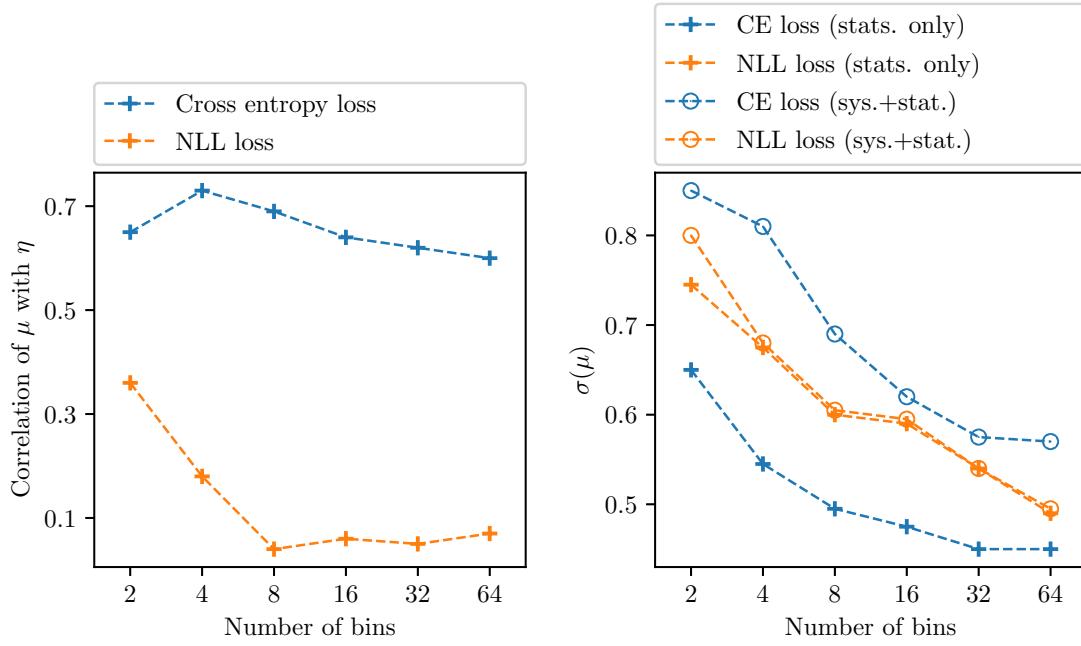 Cross entropy loss
NLL loss
0.7
0.5
0.3
0.1
Correlation of μ with η
2 4 8 16 32 64
Number of bins
CE loss (stats. only)
NLL loss (stats. only)
CE loss (sys.+stat.)
NLL loss (sys.+stat.)
0.8
0.7
0.6
0.5
σ(μ)
2 4 8 16 32 64
Number of bins